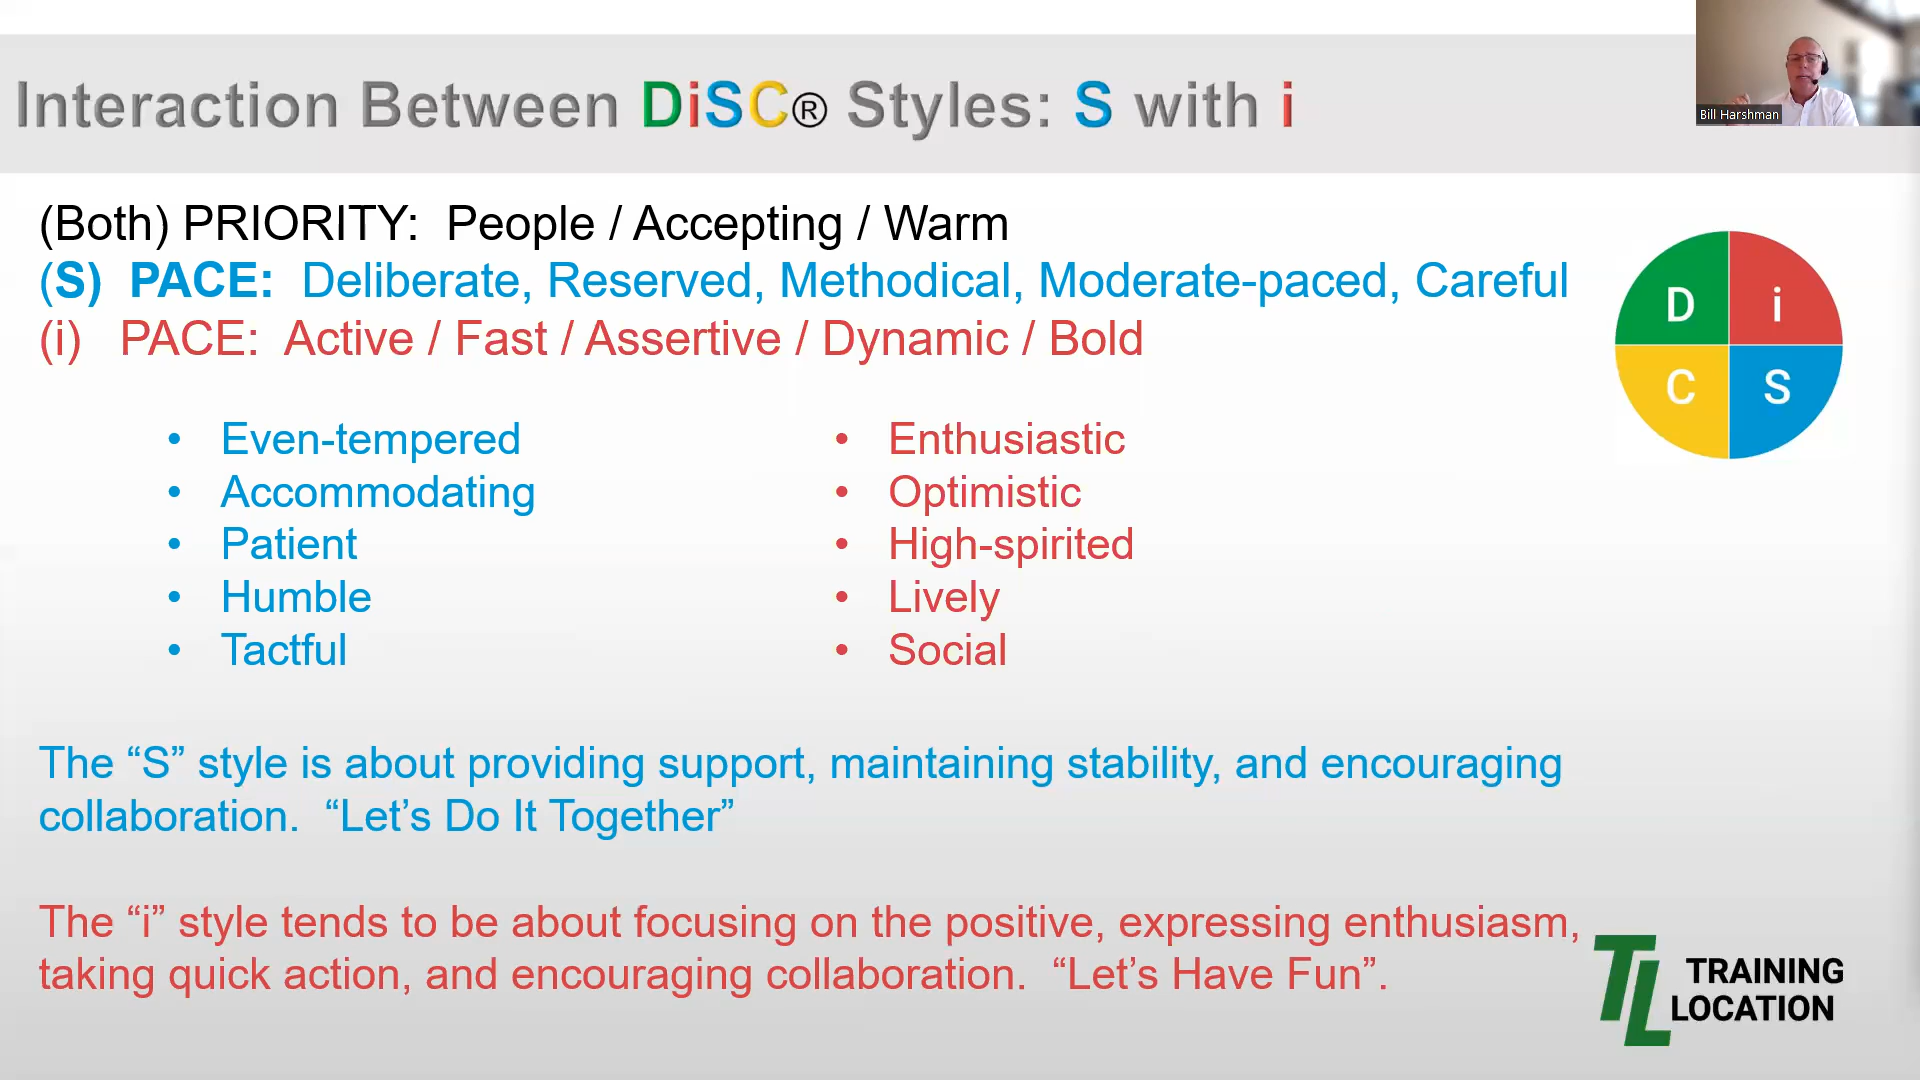 Interaction Between DiSC® Styles: S with i
Bill Harshman
(Both) PRIORITY: People / Accepting / Warm
(S) PACE: Deliberate, Reserved, Methodical, Moderate-paced, Careful
(i) PACE: Active / Fast / Assertive / Dynamic / Bold
D i
C S
• Even-tempered
• Accommodating
• Patient
• Humble
• Tactful
• Enthusiastic
• Optimistic
• High-spirited
• Lively
• Social
The “S” style is about providing support, maintaining stability, and encouraging
collaboration. “Let’s Do It Together”
The “i” style tends to be about focusing on the positive, expressing enthusiasm,
taking quick action, and encouraging collaboration. “Let’s Have Fun”.
TL
TRAINING
LOCATION